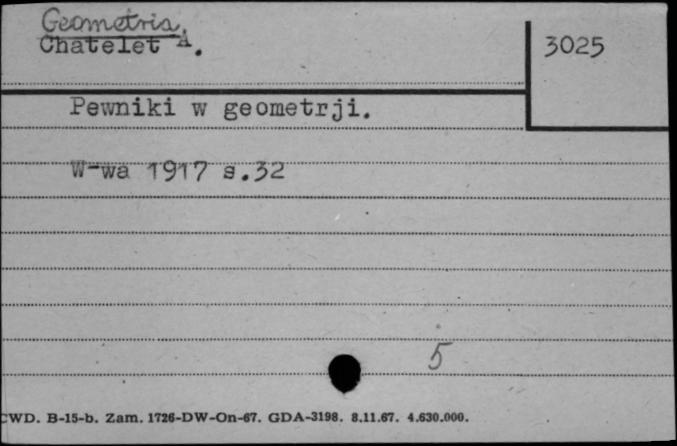 Geometria
Chatelet A.
3025
Pewniki w geometrji.
W-wa 1917 s.32
5
CWD. B-15-b. Zam. 1726-DW-On-67. GDA-3198. 8.11.67. 4.630.000.